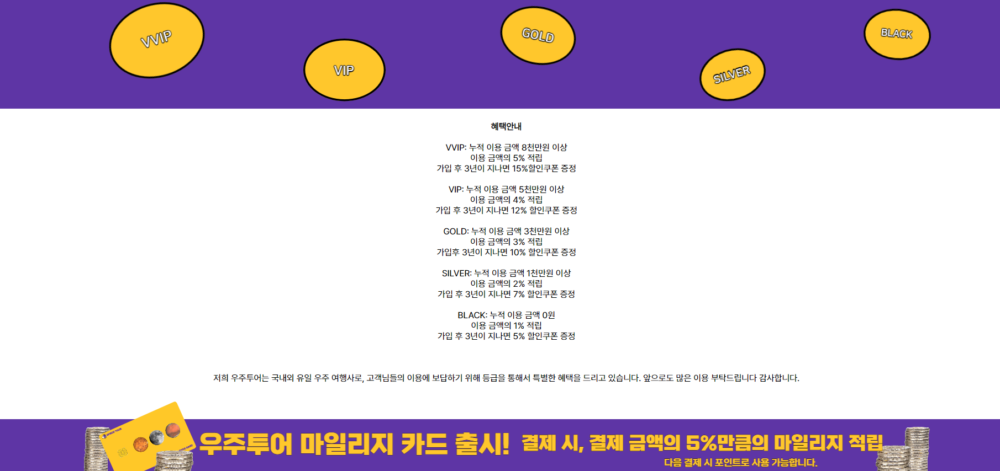 VVIP
VIP
GOLD
SILVER
BLACK
혜택안내
VVIP: 누적 이용 금액 8천만원 이상
이용 금액의 5% 적립
가입 후 3년이 지나면 15%할인쿠폰 증정
VIP: 누적 이용 금액 5천만원 이상
이용 금액의 4% 적립
가입 후 3년이 지나면 12% 할인쿠폰 증정
GOLD: 누적 이용 금액 3천만원 이상
이용 금액의 3% 적립
가입후 3년이 지나면 10% 할인쿠폰 증정
SILVER: 누적 이용 금액 1천만원 이상
이용 금액의 2% 적립
가입 후 3년이 지나면 7% 할인쿠폰 증정
BLACK: 누적 이용 금액 0원
이용 금액의 1% 적립
가입 후 3년이 지나면 5% 할인쿠폰 증정
저희 우주투어는 국내외 유일 우주 여행사로, 고객님들의 이용에 보답하기 위해 등급을 통해서 특별한 혜택을 드리고 있습니다. 앞으로도 많은 이용 부탁드립니다 감사합니다.
SPACE TOUR
우주투어 마일리지 카드 출시!
결제 시, 결제 금액의 5%만큼의 마일리지 적립
다음 결제 시 포인트로 사용 가능합니다.